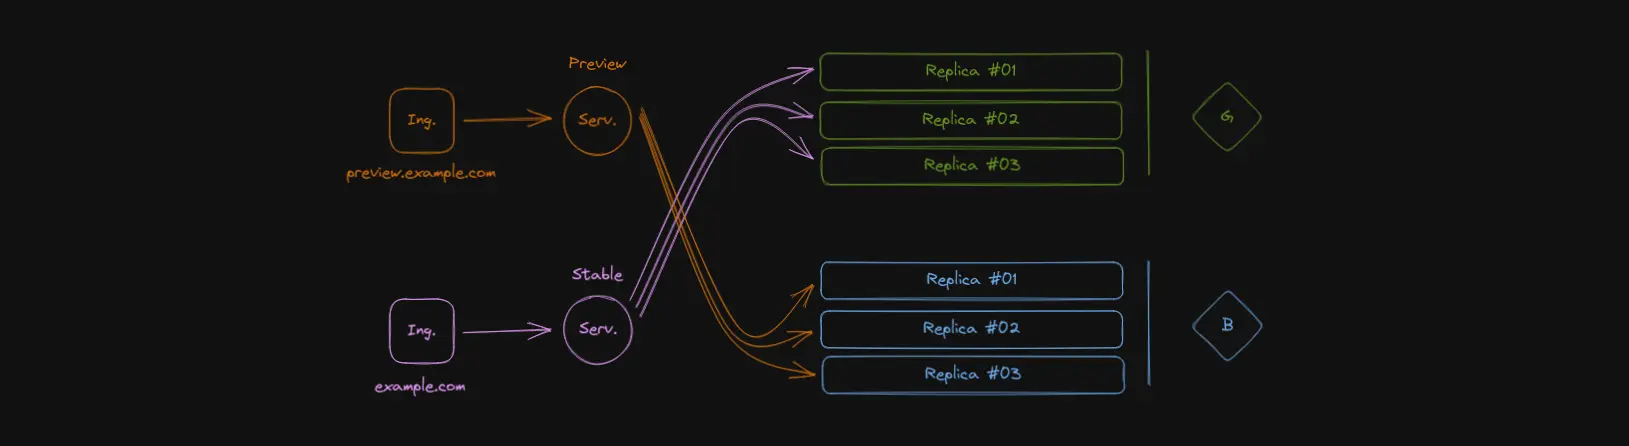 Preview
Ing.
Serv.
preview.example.com
Replica #01
Replica #02
Replica #03
G
Stable
Ing.
Serv.
example.com
Replica #01
Replica #02
Replica #03
B